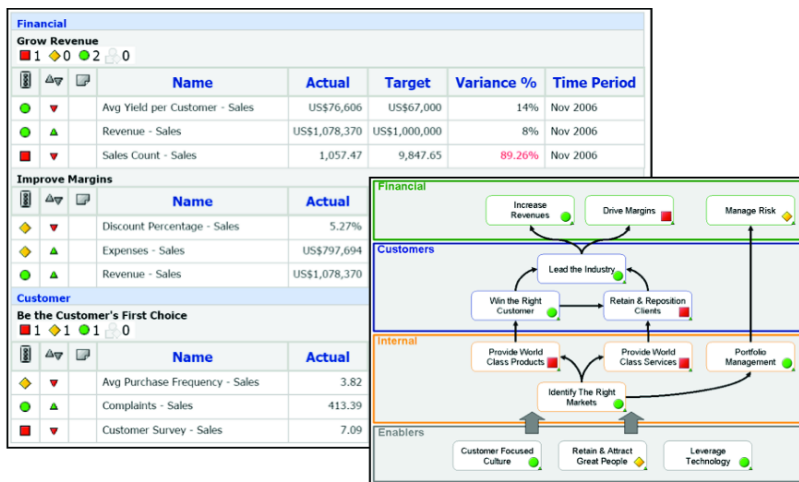 Financial
Grow Revenue
1 0 2 0
Name Actual Target Variance % Time Period
Avg Yield per Customer - Sales US$76,606 US$67,000 14% Nov 2006
Revenue - Sales US$1,078,370 US$1,000,000 8% Nov 2006
Sales Count - Sales 1,057.47 9,847.65 89.26% Nov 2006
Improve Margins
Name Actual
Discount Percentage - Sales 5.27%
Expenses - Sales US$797,694
Revenue - Sales US$1,078,370
Customer
Be the Customer's First Choice
1 1 1 0
Name Actual
Avg Purchase Frequency - Sales 3.82
Complaints - Sales 413.39
Customer Survey - Sales 7.09
Financial
Increase
Revenues
Drive Margins
Manage Risk
Customers
Lead the Industry
Win the Right
Customer
Retain & Reposition
Clients
Internal
Provide World
Class Products
Provide World
Class Services
Portfolio
Management
Identify The Right
Markets
Enablers
Customer Focused
Culture
Retain & Attract
Great People
Leverage
Technology